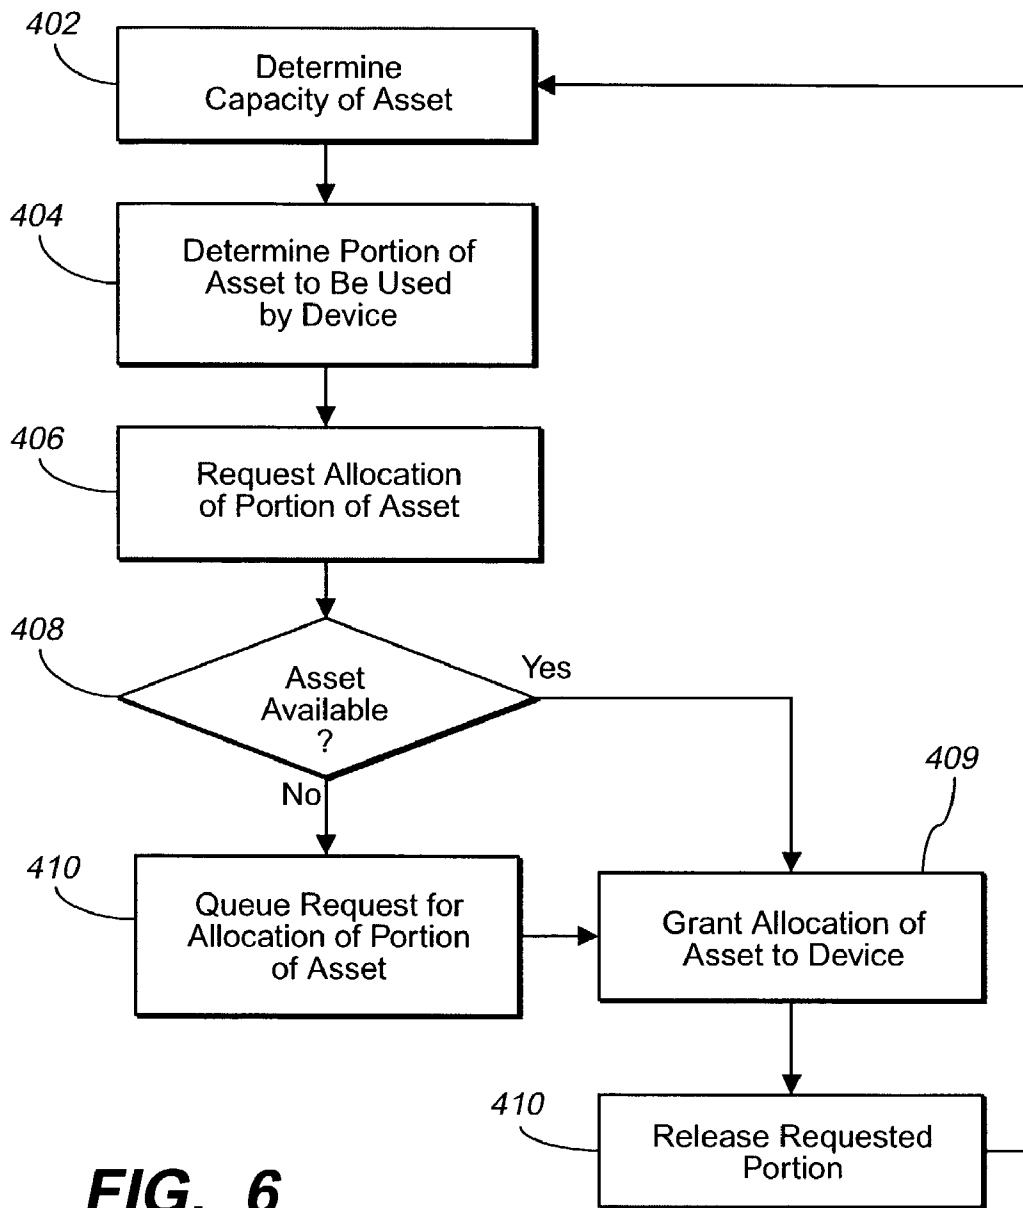 402
Determine
Capacity of Asset
404
Determine Portion of
Asset to Be Used
by Device
406
Request Allocation
of Portion of Asset
408
Asset
Available
?
Yes
No
409
410
Queue Request for
Allocation of Portion
of Asset
Grant Allocation of
Asset to Device
410
Release Requested
Portion
FIG. 6